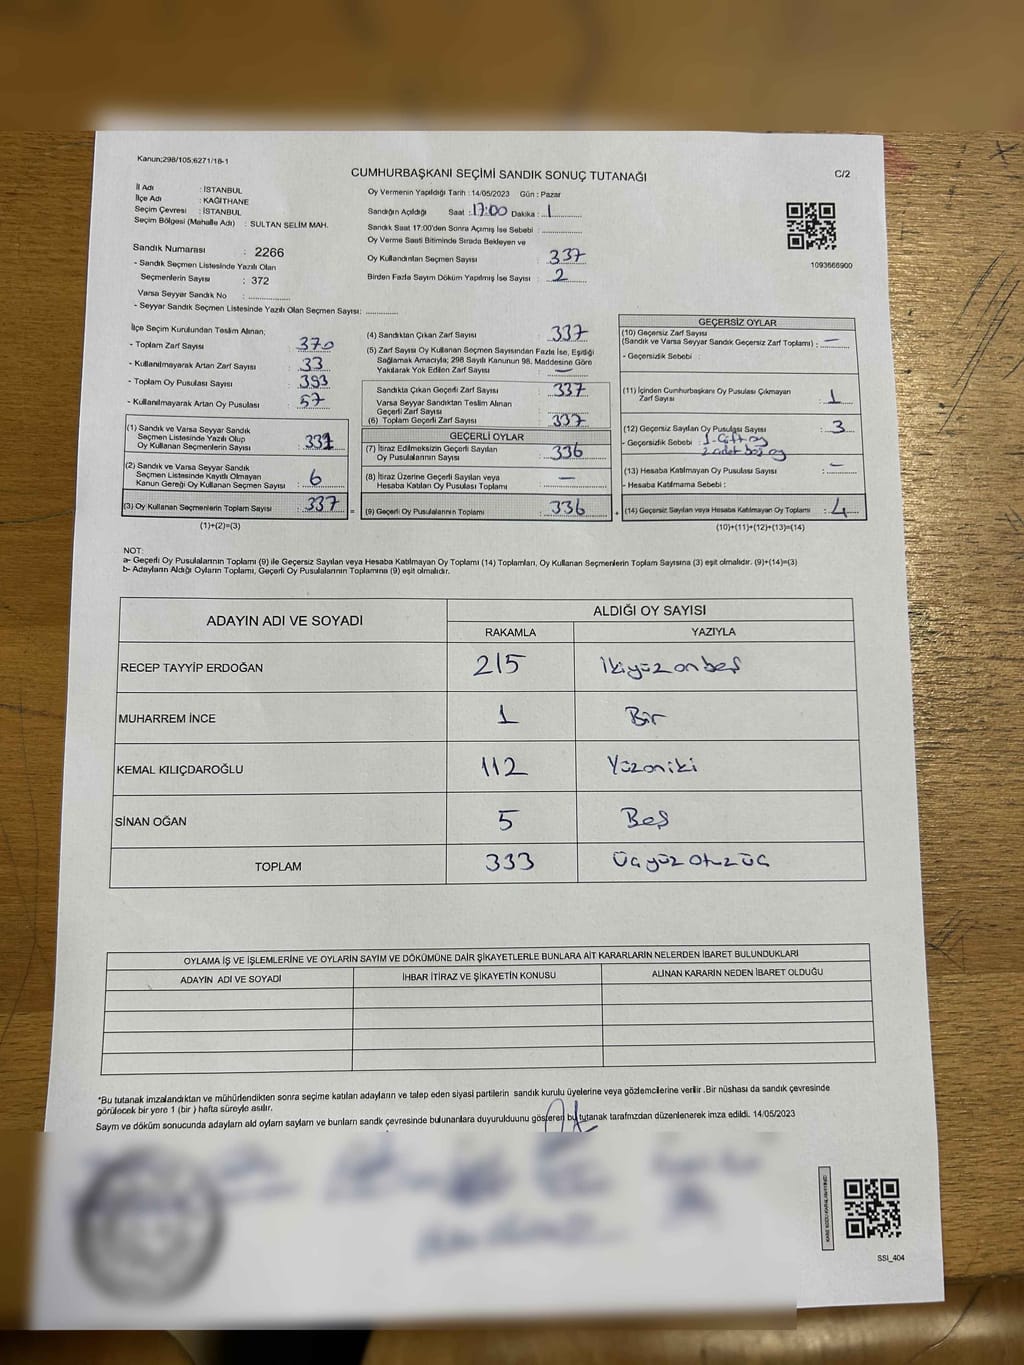 Kanun;298/105;6271/18-1
CUMHURBAŞKANI SEÇİMİ SANDIK SONUÇ TUTANAĞI
C/2
İl Adı : İSTANBUL
İlçe Adı : KAĞITHANE
Seçim Çevresi : İSTANBUL
Seçim Bölgesi (Mahalle Adı) : SULTAN SELİM MAH.
Sandık Numarası : 2266
- Sandık Seçmen Listesinde Yazılı Olan
Seçmenlerin Sayısı : 372
Varsa Seyyar Sandık No : ..............
- Seyyar Sandık Seçmen Listesinde Yazılı Olan Seçmen Sayısı: ............
Oy Vermenin Yapıldığı Tarih : 14/05/2023 Gün : Pazar
Sandığın Açıldığı Saat : 17:00 Dakika : 1
Sandık Saat 17:00'den Sonra Açımış İse Sebebi : ..............
Oy Verme Saati Bitiminde Sırada Bekleyen ve
Oy Kullandırılan Seçmen Sayısı : 337
Birden Fazla Sayım Döküm Yapılmış İse Sayısı : 2
1093666900
İlçe Seçim Kurulundan Teslim Alınan;
- Toplam Zarf Sayısı : 370
- Kullanılmayarak Artan Zarf Sayısı : 33
- Toplam Oy Pusulası Sayısı : 393
- Kullanılmayarak Artan Oy Pusulası : 57
(1) Sandık ve Varsa Seyyar Sandık
Seçmen Listesinde Yazılı Olup
Oy Kullanan Seçmenlerin Sayısı :
(2) Sandık ve Varsa Seyyar Sandık
Seçmen Listesinde Kayıtlı Olmayan
Kanun Gereği Oy Kullanan Seçmen Sayısı : 6
(3) Oy Kullanan Seçmenlerin Toplam Sayısı : 337
(1)+(2)=(3)
(4) Sandıktan Çıkan Zarf Sayısı : 337
(5) Zarf Sayısı Oy Kullanan Seçmen Sayısından Fazla İse, Eşitliği
Sağlamak Amacıyla; 298 Sayılı Kanunun 98. Maddesine Göre
Yakılarak Yok Edilen Zarf Sayısı : —
Sandıkta Çıkan Geçerli Zarf Sayısı : 337
Varsa Seyyar Sandıktan Teslim Alınan
Geçerli Zarf Sayısı :
(6) Toplam Geçerli Zarf Sayısı : 337
GEÇERLİ OYLAR
(7) İtiraz Edilmeksizin Geçerli Sayılan
Oy Pusulalarının Sayısı : 336
(8) İtiraz Üzerine Geçerli Sayılan veya
Hesaba Katılan Oy Pusulası Toplamı : —
= (9) Geçerli Oy Pusulalarının Toplamı : 336
GEÇERSİZ OYLAR
(10) Geçersiz Zarf Sayısı
(Sandık ve Varsa Seyyar Sandık Geçersiz Zarf Toplamı) : —
- Geçersizlik Sebebi :
(11) İçinden Cumhurbaşkanı Oy Pusulası Çıkmayan
Zarf Sayısı : 1
(12) Geçersiz Sayılan Oy Pusulası Sayısı : 3
- Geçersizlik Sebebi : 1-Çift oy
2 adet boş oy
(13) Hesaba Katılmayan Oy Pusulası Sayısı : —
- Hesaba Katılmama Sebebi :
+ (14) Geçersiz Sayılan veya Hesaba Katılmayan Oy Toplamı : 4
(10)+(11)+(12)+(13)=(14)
NOT:
a- Geçerli Oy Pusulalarının Toplamı (9) ile Geçersiz Sayılan veya Hesaba Katılmayan Oy Toplamı (14) Toplamları, Oy Kullanan Seçmenlerin Toplam Sayısına (3) eşit olmalıdır. (9)+(14)=(3)
b- Adayların Aldığı Oyların Toplamı, Geçerli Oy Pusulalarının Toplamına (9) eşit olmalıdır.
ADAYIN ADI VE SOYADI
ALDIĞI OY SAYISI
RAKAMLA YAZIYLA
RECEP TAYYİP ERDOĞAN 215 İkiyüzonbeş
MUHARREM İNCE 1 Bir
KEMAL KILIÇDAROĞLU 112 Yüzoniki
SİNAN OĞAN 5 Beş
TOPLAM 333 Üçyüzotuzüç
OYLAMA İŞ VE İŞLEMLERİNE VE OYLARIN SAYIM VE DÖKÜMÜNE DAİR ŞİKAYETLERLE BUNLARA AİT KARARLARIN NELERDEN İBARET BULUNDUKLARI
ADAYIN ADI VE SOYADI İHBAR İTİRAZ VE ŞİKAYETİN KONUSU ALINAN KARARIN NEDEN İBARET OLDUĞU
*Bu tutanak imzalandıktan ve mühürlendikten sonra seçime katılan adayların ve talep eden siyasi partilerin sandık kurulu üyelerine veya gözlemcilerine verilir .Bir nüshası da sandık çevresinde
görülecek bir yere 1 (bir ) hafta süreyle asılır.
Saym ve döküm sonucunda adaylarn ald oylarn saylarn ve bunlarn sandk çevresinde bulunanlara duyurulduunu gösteren bu tutanak tarafmzdan düzenlenerek imza edildi. 14/05/2023
SSİ_404